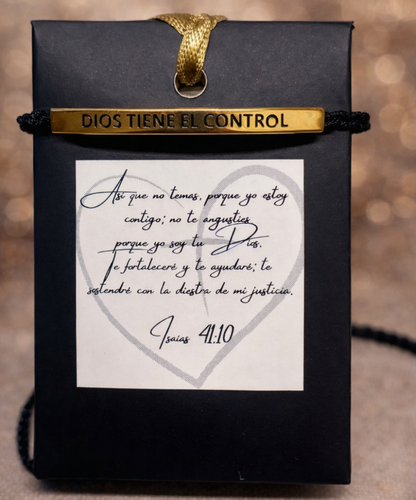 DIOS TIENE EL CONTROL
Así que no temas, porque yo estoy
contigo; no te angusties,
porque yo soy tu Dios.
Te fortaleceré y te ayudaré; te
sostendré con la diestra de mi justicia.
Isaías 41:10